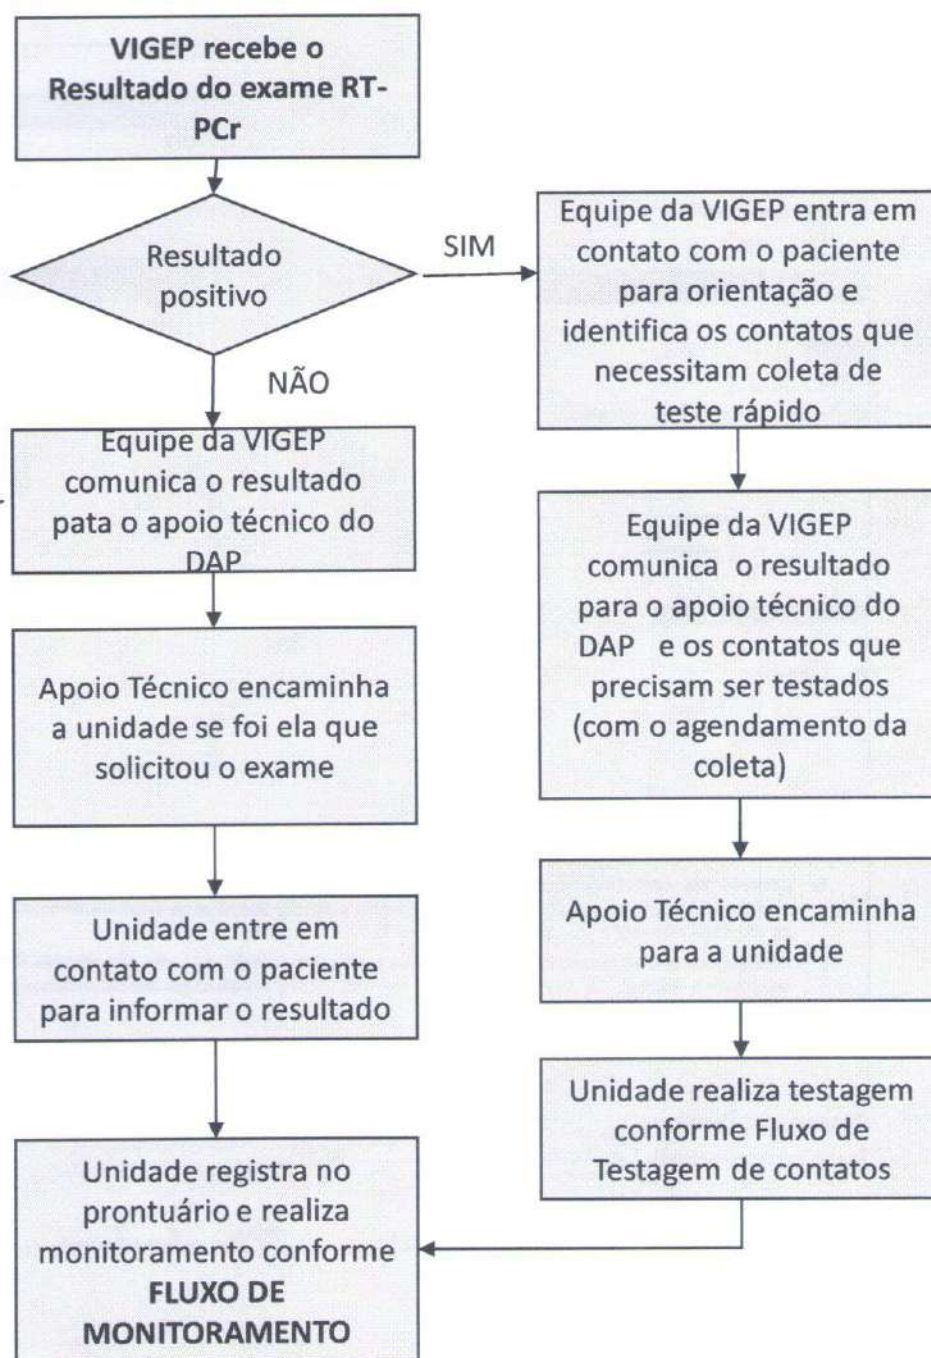 VIGEP recebe o
Resultado do exame RT-
PCr
Resultado
positivo
SIM
NÃO
Equipe da VIGEP
comunica o resultado
pata o apoio técnico do
DAP
Apoio Técnico encaminha
a unidade se foi ela que
solicitou o exame
Unidade entre em
contato com o paciente
para informar o resultado
Equipe da VIGEP entra em
contato com o paciente
para orientação e
identifica os contatos que
necessitam coleta de
teste rápido
Equipe da VIGEP
comunica o resultado
para o apoio técnico do
DAP e os contatos que
precisam ser testados
(com o agendamento da
coleta)
Apoio Técnico encaminha
para a unidade
Unidade realiza testagem
conforme Fluxo de
Testagem de contatos
Unidade registra no
prontuário e realiza
monitoramento conforme
FLUXO DE
MONITORAMENTO